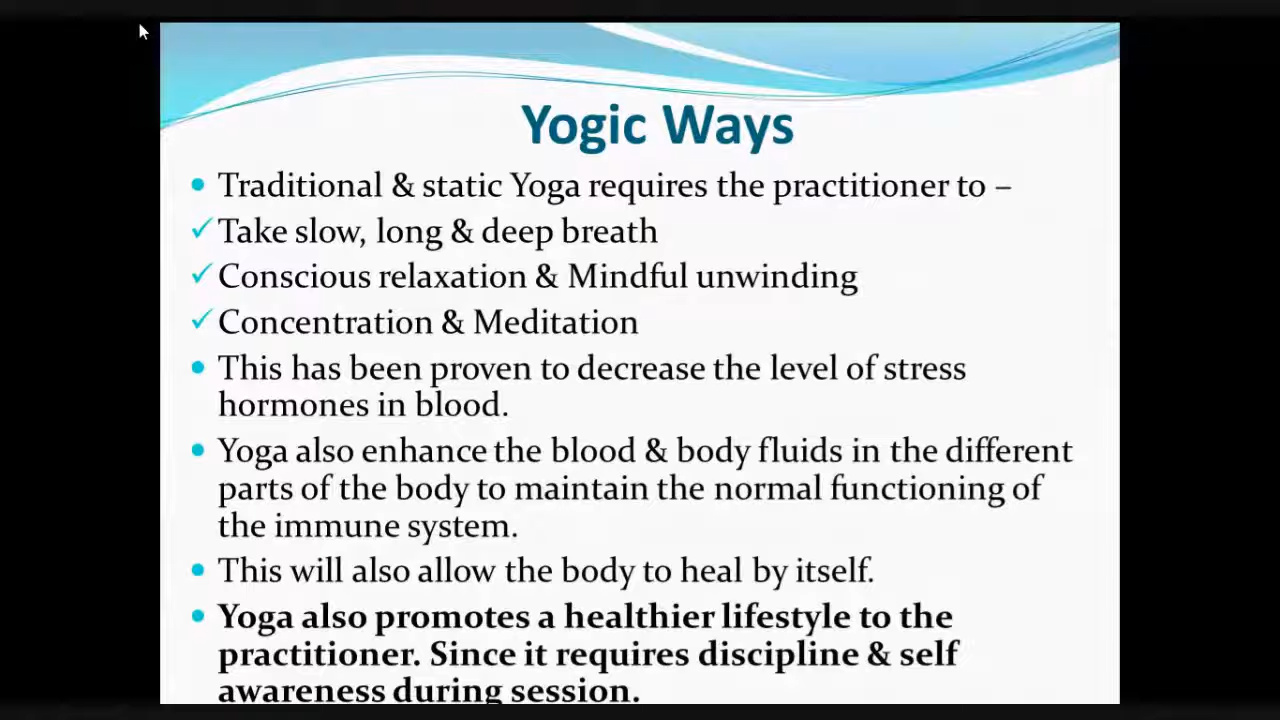 Yogic Ways
Traditional & static Yoga requires the practitioner to –
Take slow, long & deep breath
Conscious relaxation & Mindful unwinding
Concentration & Meditation
This has been proven to decrease the level of stress
hormones in blood.
Yoga also enhance the blood & body fluids in the different
parts of the body to maintain the normal functioning of
the immune system.
This will also allow the body to heal by itself.
Yoga also promotes a healthier lifestyle to the
practitioner. Since it requires discipline & self
awareness during session.